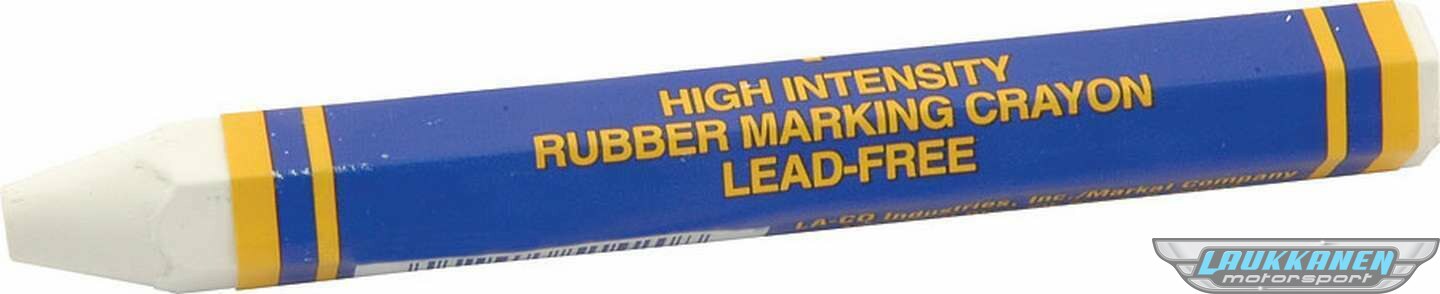 HIGH INTENSITY
RUBBER MARKING CRAYON
LEAD-FREE
LA-CO Industries, Inc./Markal Company
LAUKKANEN
motorsport